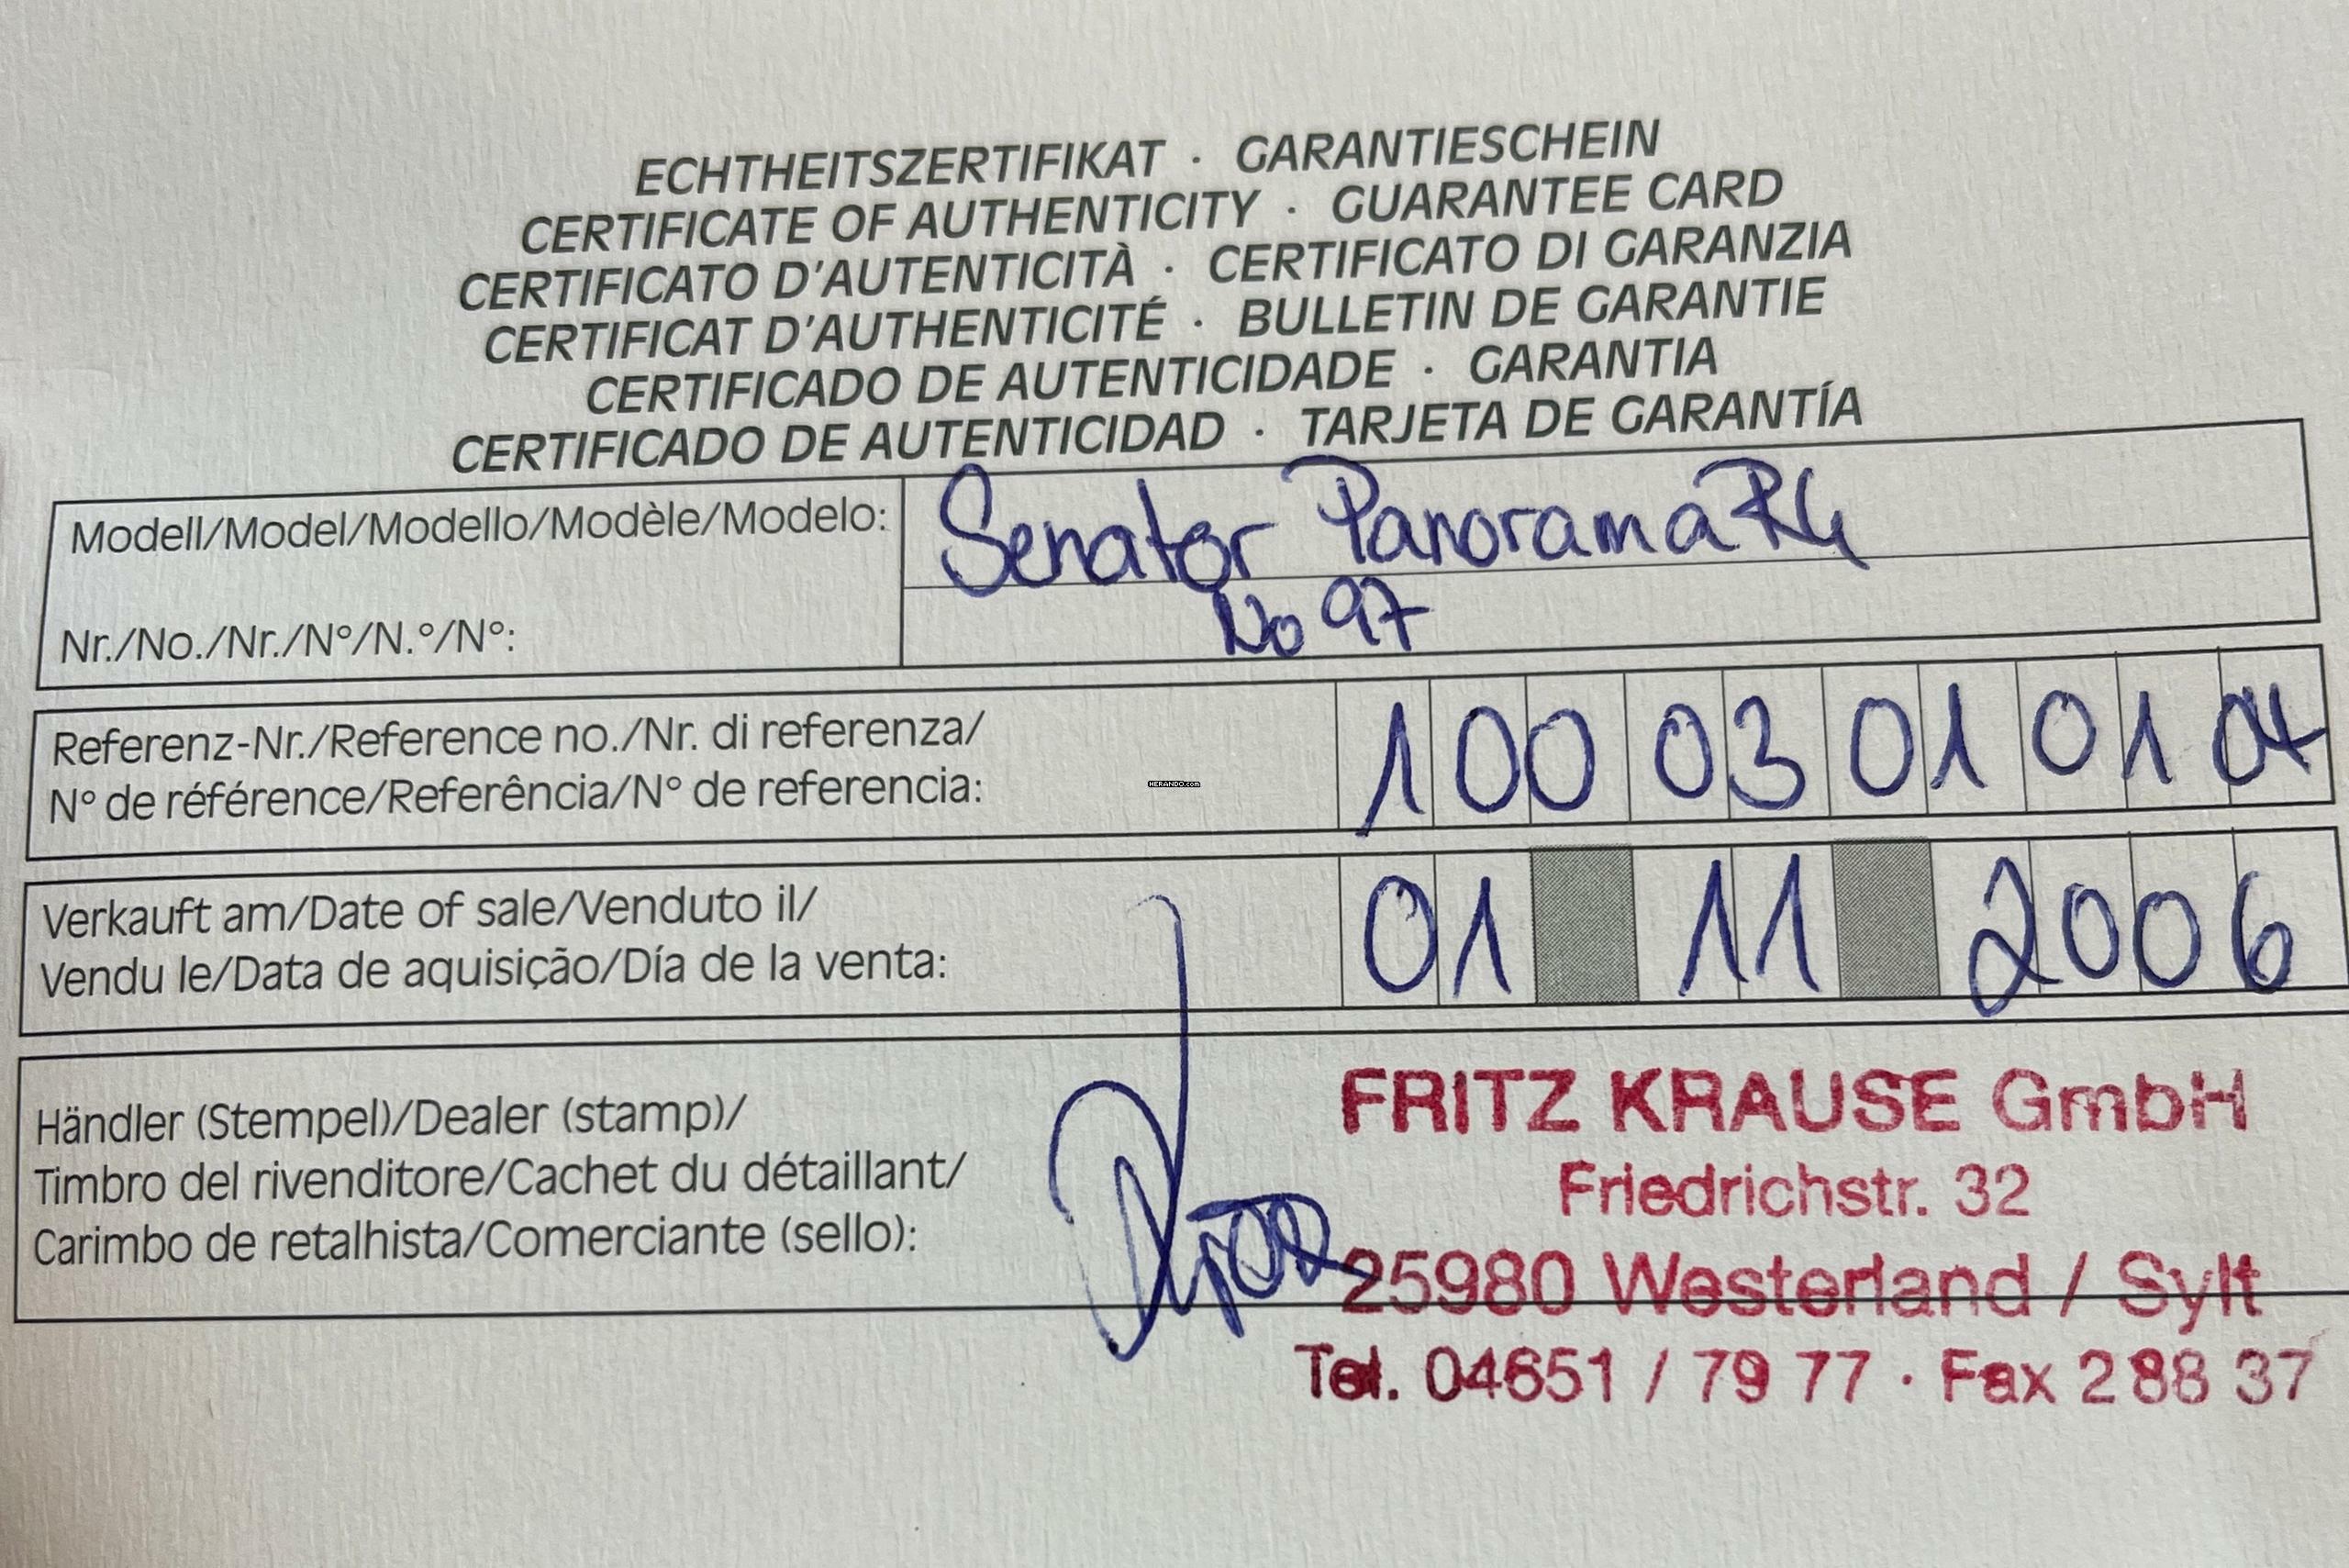 ECHTHEITSZERTIFIKAT · GARANTIESCHEIN
CERTIFICATE OF AUTHENTICITY · GUARANTEE CARD
CERTIFICATO D'AUTENTICITÀ · CERTIFICATO DI GARANZIA
CERTIFICAT D'AUTHENTICITÉ · BULLETIN DE GARANTIE
CERTIFICADO DE AUTENTICIDADE · GARANTIA
CERTIFICADO DE AUTENTICIDAD · TARJETA DE GARANTÍA
Modell/Model/Modello/Modèle/Modelo: Senator Panorama
Nr./No./Nr./N°/N.°/N°: No 97
Referenz-Nr./Reference no./Nr. di referenza/
N° de référence/Referência/N° de referencia: 100 03 01 01 04
HERANDO.com
Verkauft am/Date of sale/Venduto il/
Vendu le/Data de aquisição/Día de la venta: 01 11 2006
Händler (Stempel)/Dealer (stamp)/
Timbro del rivenditore/Cachet du détaillant/
Carimbo de retalhista/Comerciante (sello):
FRITZ KRAUSE GmbH
Friedrichstr. 32
25980 Westerland / Sylt
Tel. 04651 / 79 77 · Fax 2 88 37